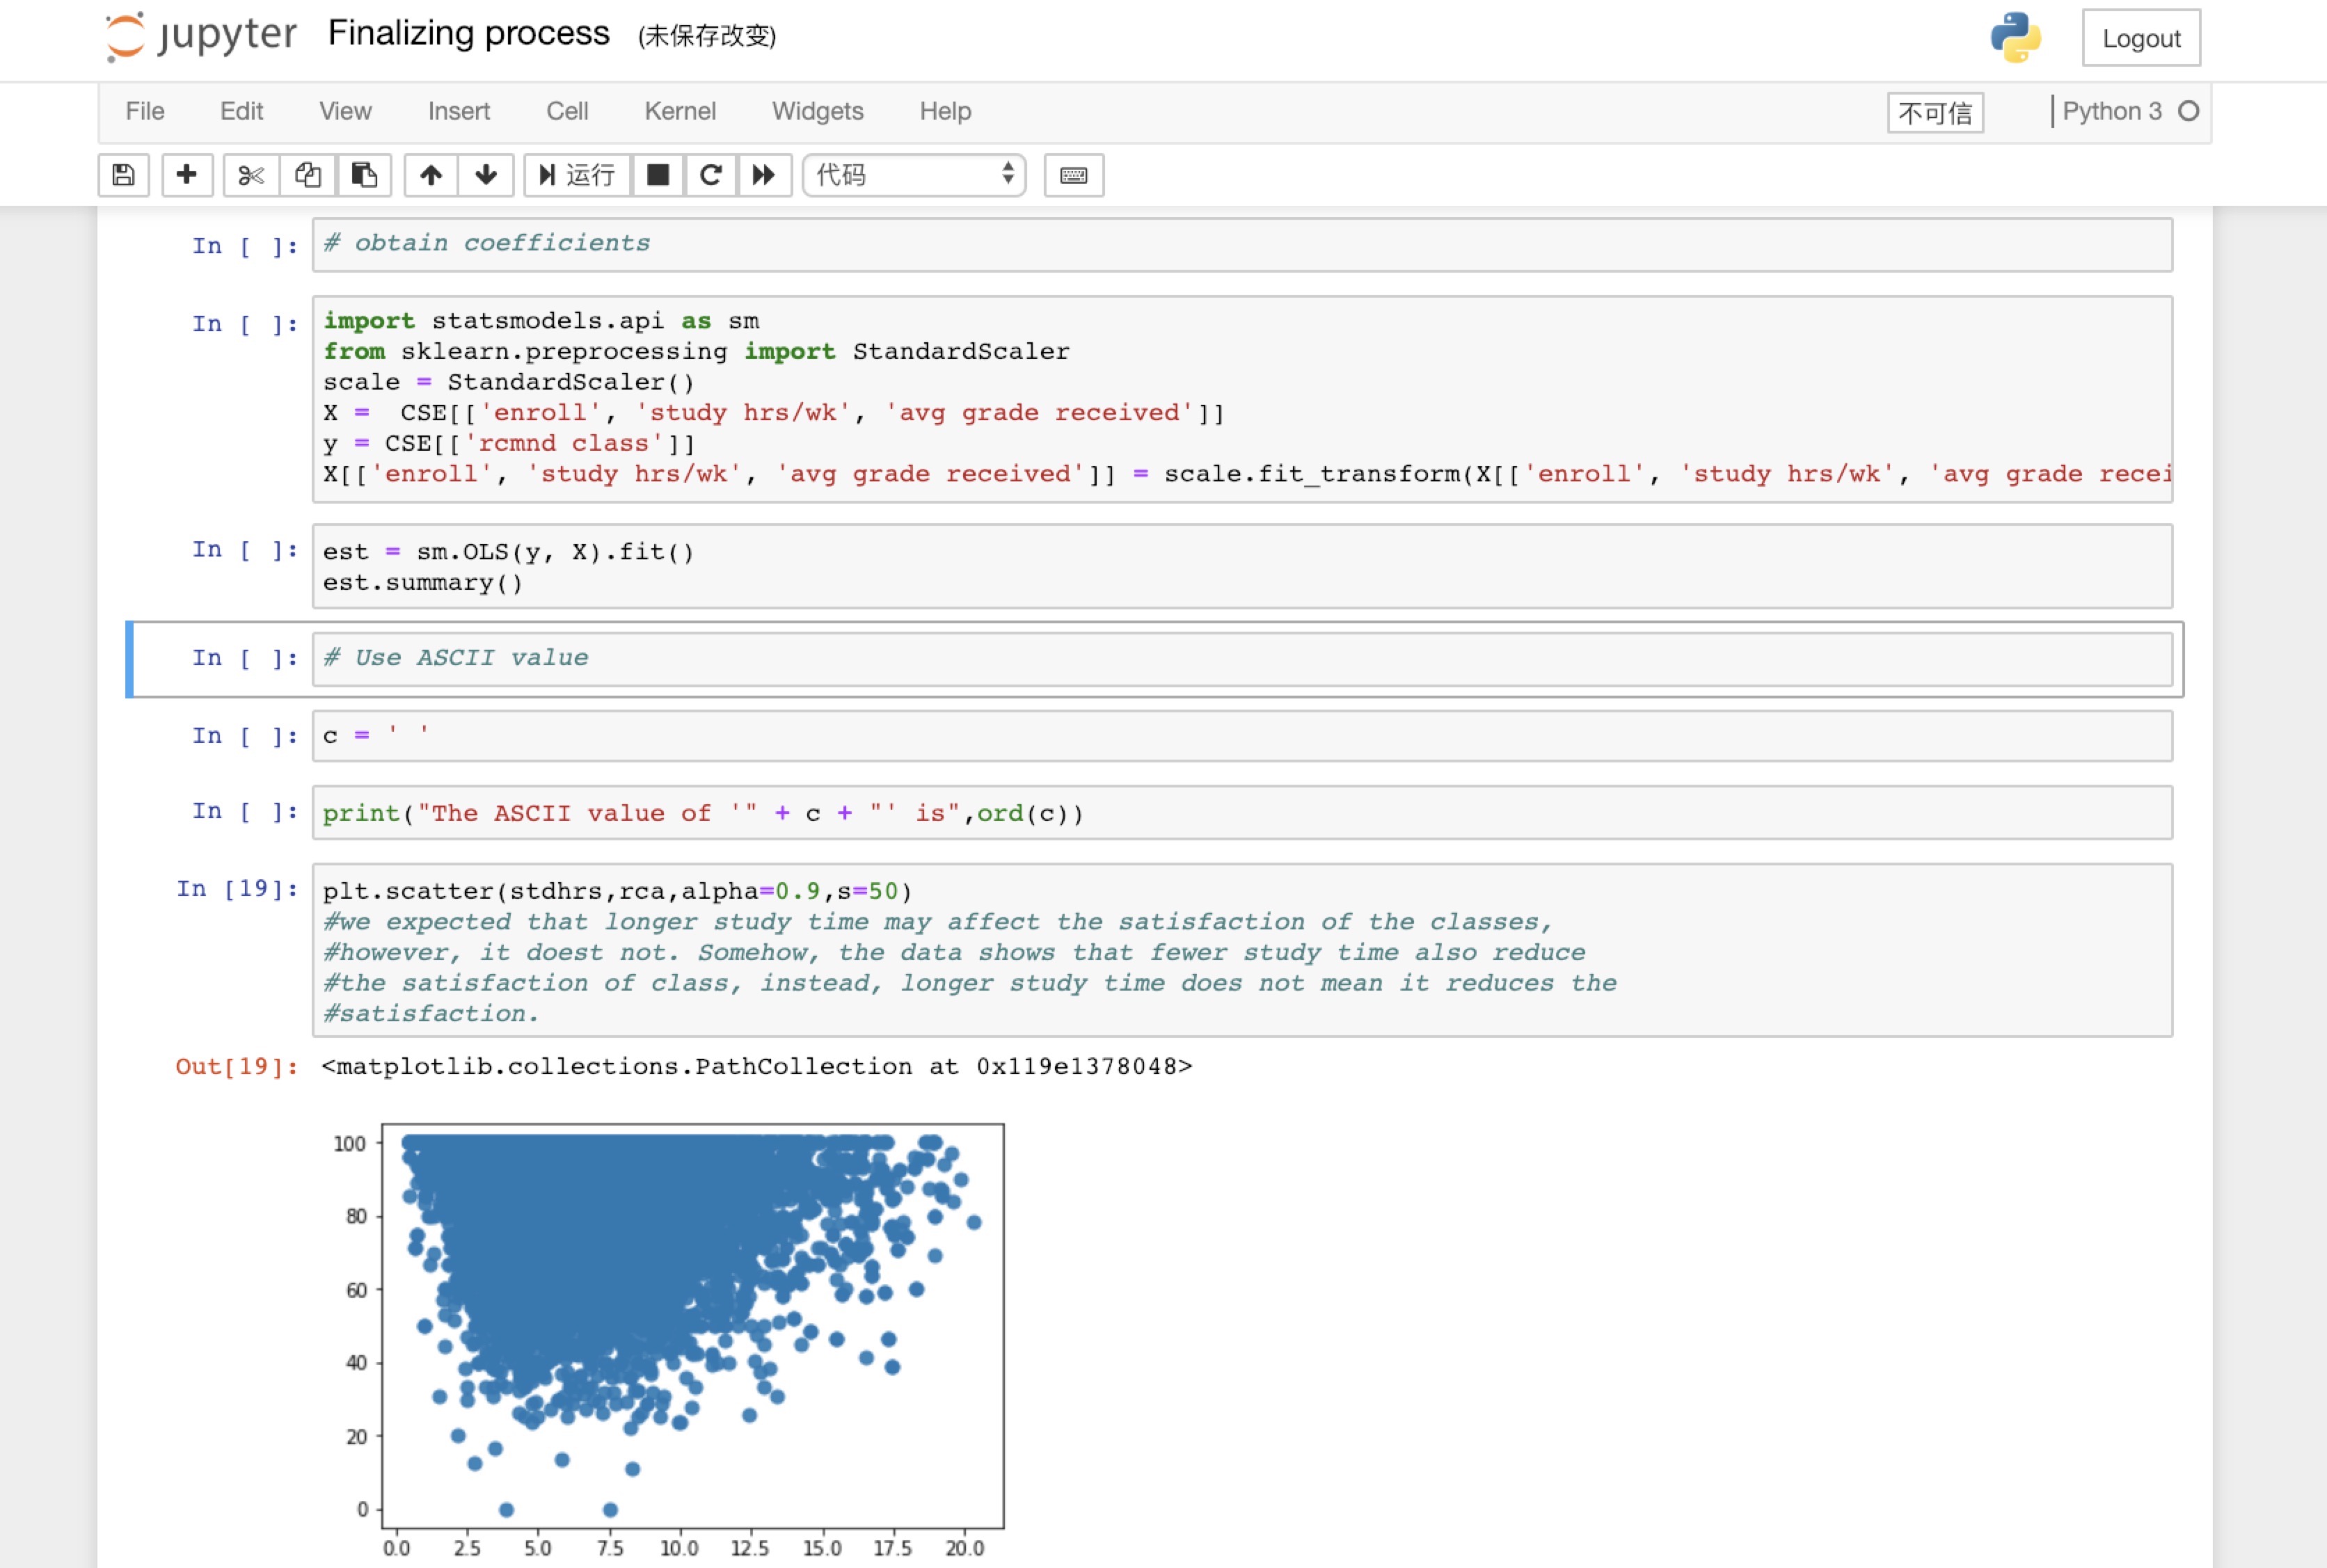 jupyter Finalizing process (未保存改变) Logout
File Edit View Insert Cell Kernel Widgets Help 不可信 Python 3
运行 代码
In [ ]: # obtain coefficients
In [ ]: import statsmodels.api as sm
from sklearn.preprocessing import StandardScaler
scale = StandardScaler()
X =  CSE[['enroll', 'study hrs/wk', 'avg grade received']]
y = CSE[['rcmnd class']]
X[['enroll', 'study hrs/wk', 'avg grade received']] = scale.fit_transform(X[['enroll', 'study hrs/wk', 'avg grade recei
In [ ]: est = sm.OLS(y, X).fit()
est.summary()
In [ ]: # Use ASCII value
In [ ]: c = ' '
In [ ]: print("The ASCII value of '" + c + "' is",ord(c))
In [19]: plt.scatter(stdhrs,rca,alpha=0.9,s=50)
#we expected that longer study time may affect the satisfaction of the classes,
#however, it doest not. Somehow, the data shows that fewer study time also reduce
#the satisfaction of class, instead, longer study time does not mean it reduces the
#satisfaction.
Out[19]: <matplotlib.collections.PathCollection at 0x119e1378048>
100
80
60
40
20
0
0.0 2.5 5.0 7.5 10.0 12.5 15.0 17.5 20.0